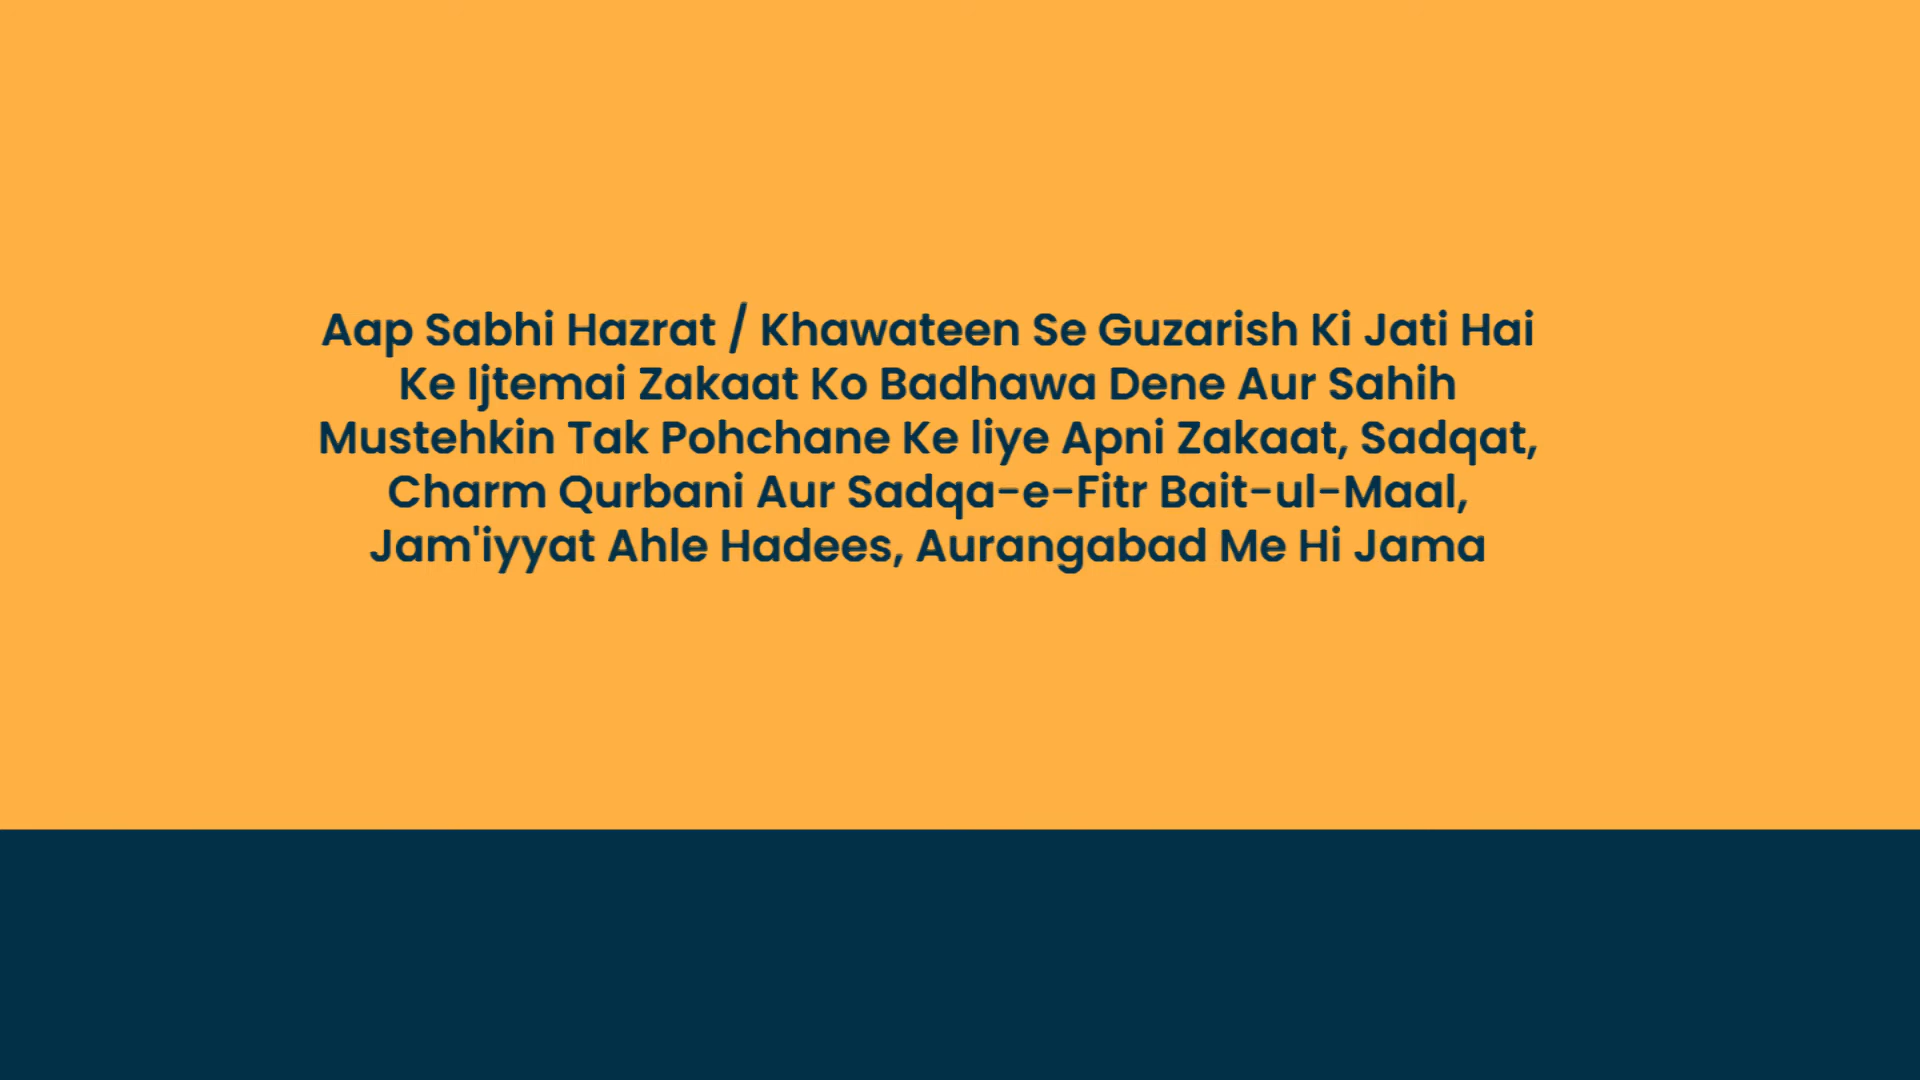 Aap Sabhi Hazrat / Khawateen Se Guzarish Ki Jati Hai
Ke Ijtemai Zakaat Ko Badhawa Dene Aur Sahih
Mustehkin Tak Pohchane Ke liye Apni Zakaat, Sadqat,
Charm Qurbani Aur Sadqa-e-Fitr Bait-ul-Maal,
Jam'iyyat Ahle Hadees, Aurangabad Me Hi Jama